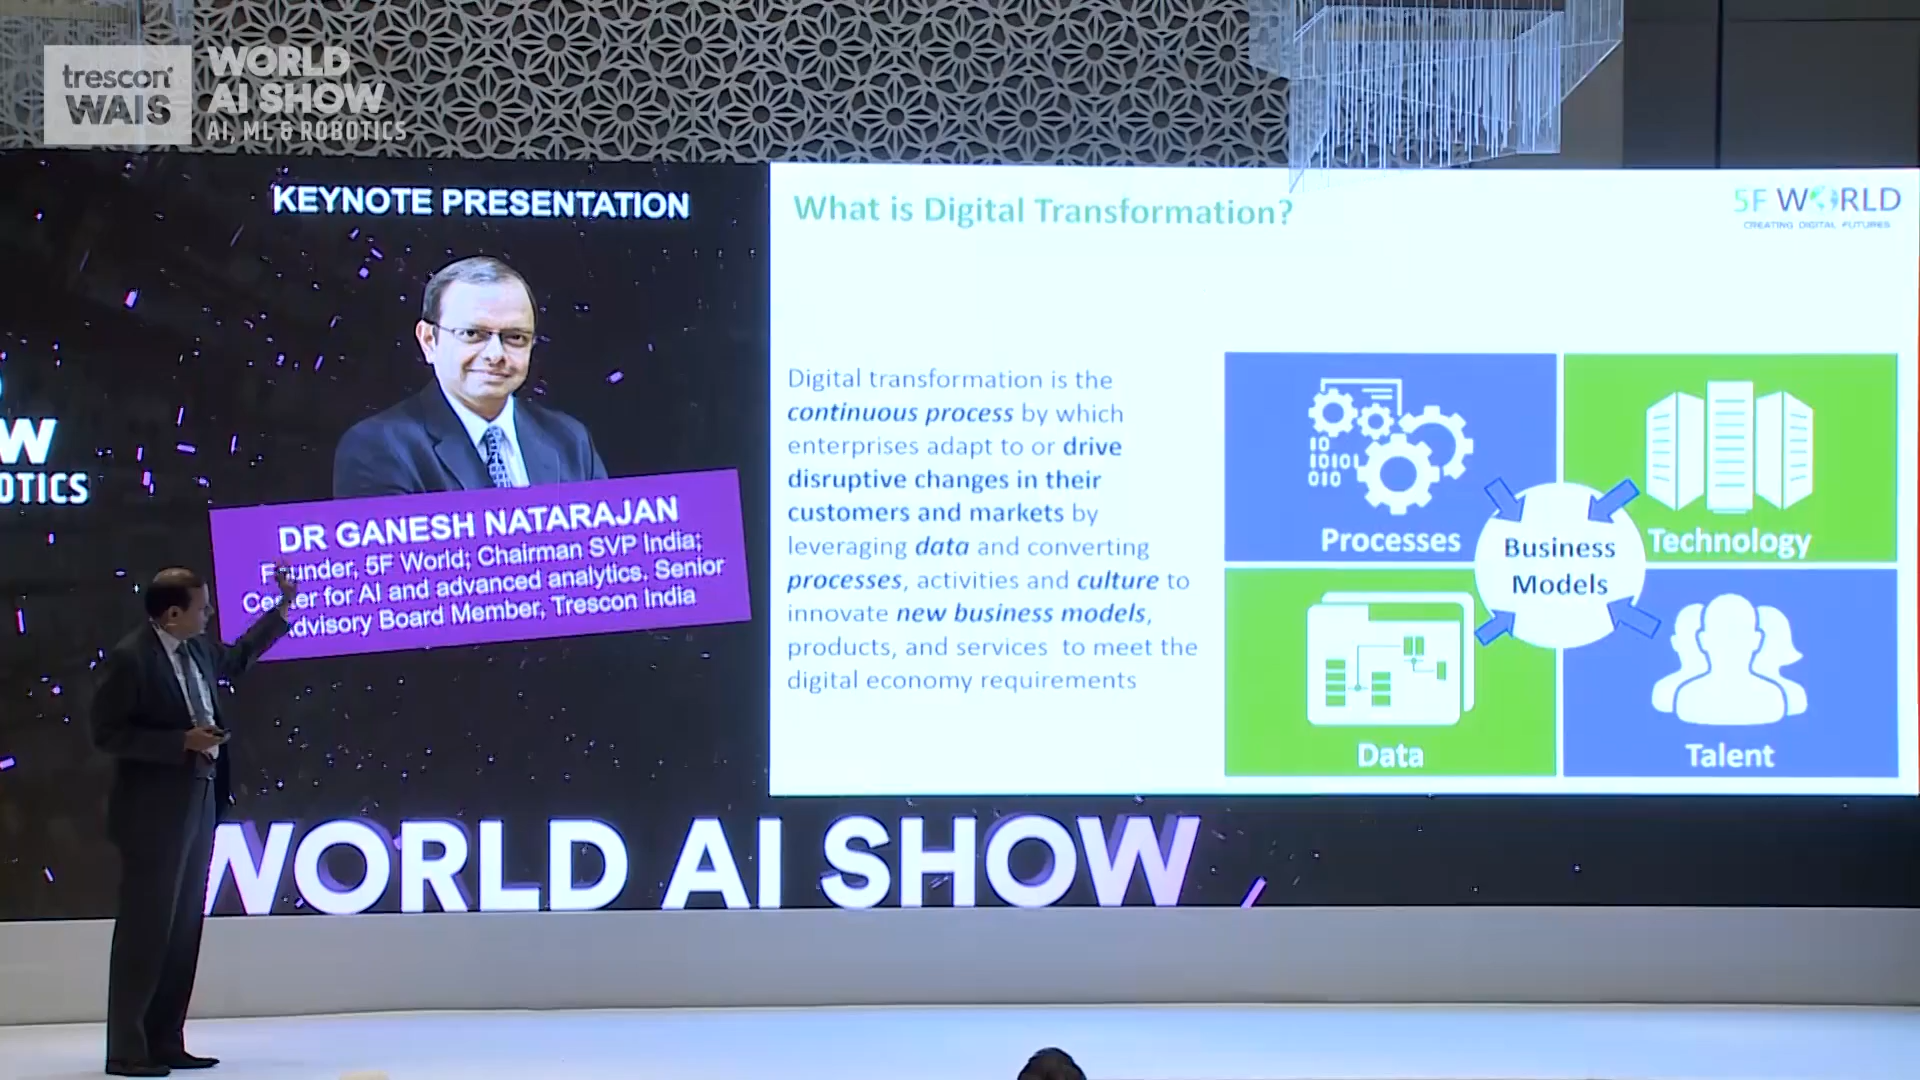 trescon
WAIS
WORLD
AI SHOW
AI, ML & ROBOTICS
KEYNOTE PRESENTATION
DR GANESH NATARAJAN
Founder, 5F World; Chairman SVP India;
Center for AI and advanced analytics. Senior
Advisory Board Member, Trescon India
W
OTICS
What is Digital Transformation?
5F WORLD
CREATING DIGITAL FUTURES
Digital transformation is the
continuous process by which
enterprises adapt to or drive
disruptive changes in their
customers and markets by
leveraging data and converting
processes, activities and culture to
innovate new business models,
products, and services to meet the
digital economy requirements
10
1010
010
Processes
Technology
Business
Models
Data
Talent
WORLD AI SHOW